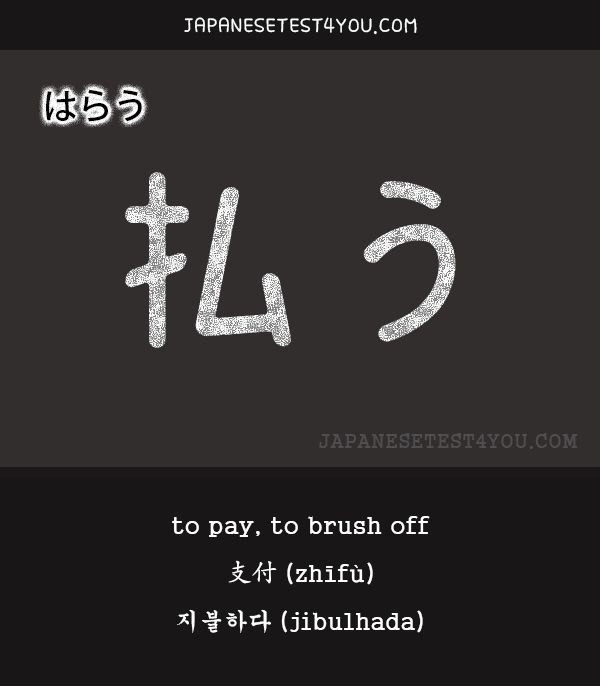 JAPANESETEST4YOU.COM
はらう
払う
JAPANESETEST4YOU.COM
to pay, to brush off
支付 (zhīfù)
지불하다 (jibulhada)